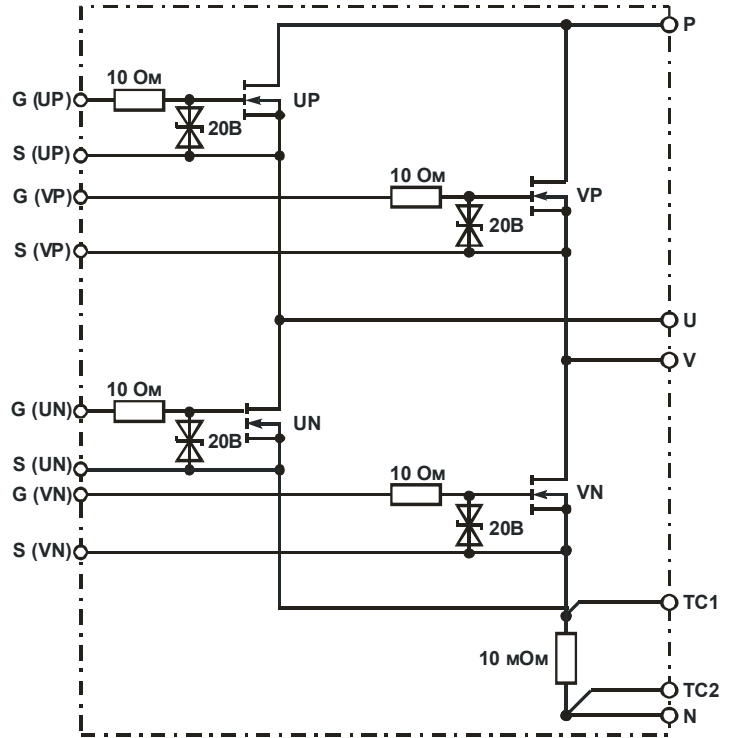 P
10 Ом
G (UP)
UP
20В
S (UP)
10 Ом
G (VP)
VP
20В
S (VP)
U
V
10 Ом
G (UN)
UN
20В
S (UN)
10 Ом
G (VN)
VN
20В
S (VN)
TC1
10 мОм
TC2
N